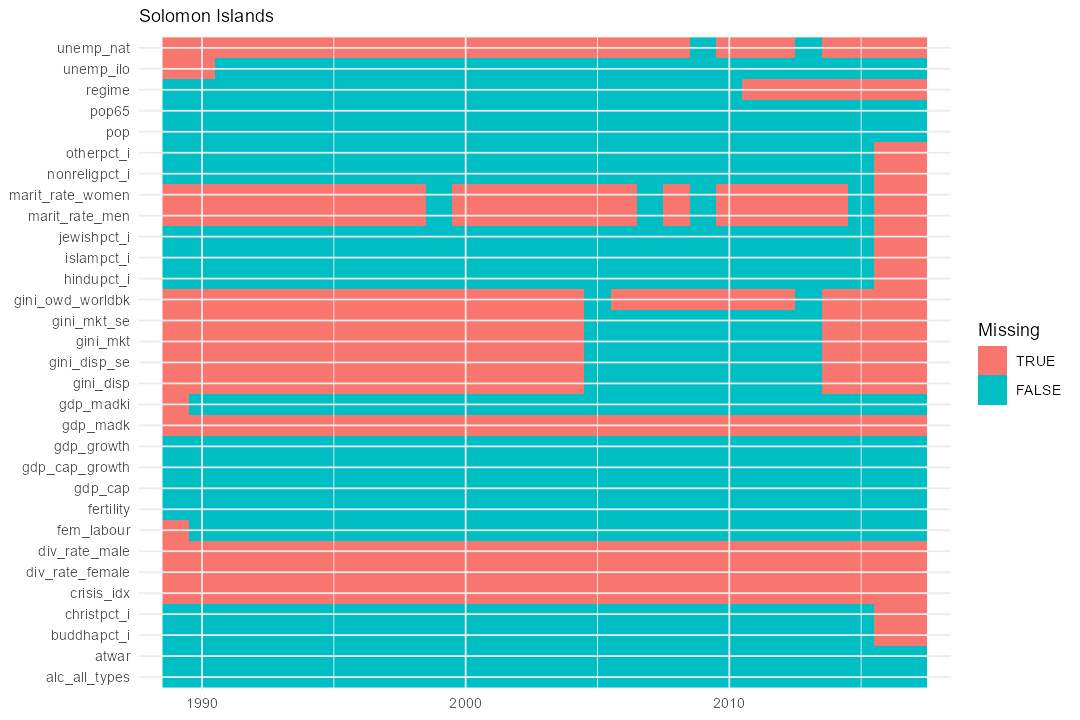 Solomon Islands
unemp_nat
unemp_ilo
regime
pop65
pop
otherpct_i
nonreligpct_i
marit_rate_women
marit_rate_men
jewishpct_i
islampct_i
hindupct_i
gini_owd_worldbk
gini_mkt_se
gini_mkt
gini_disp_se
gini_disp
gdp_madki
gdp_madk
gdp_growth
gdp_cap_growth
gdp_cap
fertility
fem_labour
div_rate_male
div_rate_female
crisis_idx
christpct_i
buddhapct_i
atwar
alc_all_types
1990 2000 2010
Missing
TRUE
FALSE